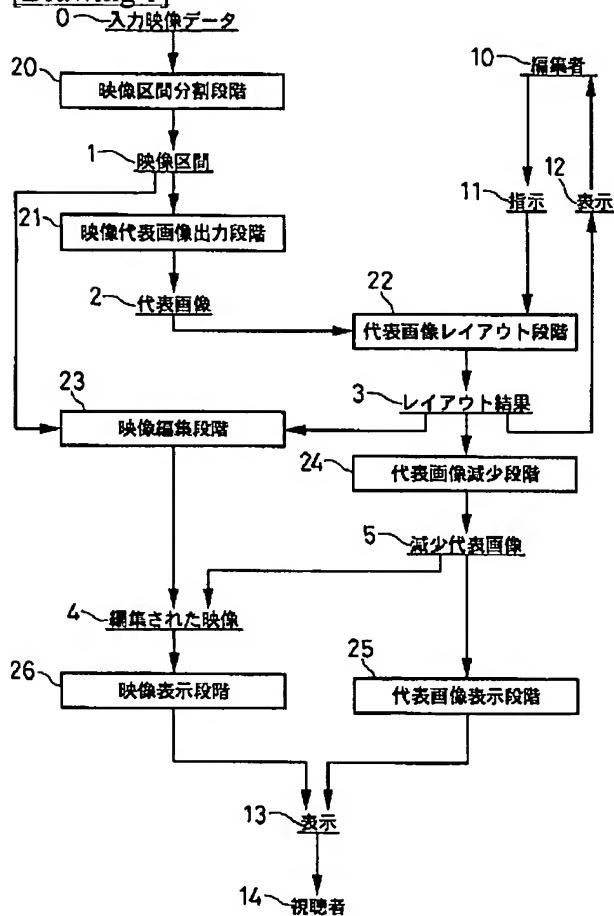 0 入力映像データ
20
映像区間分割段階
10 編集者
1 映像区間
11 指示
12 表示
21
映像代表画像出力段階
2 代表画像
22
代表画像レイアウト段階
3 レイアウト結果
23
映像編集段階
24
代表画像減少段階
5 減少代表画像
4 編集された映像
26
映像表示段階
25
代表画像表示段階
13 表示
14 視聴者